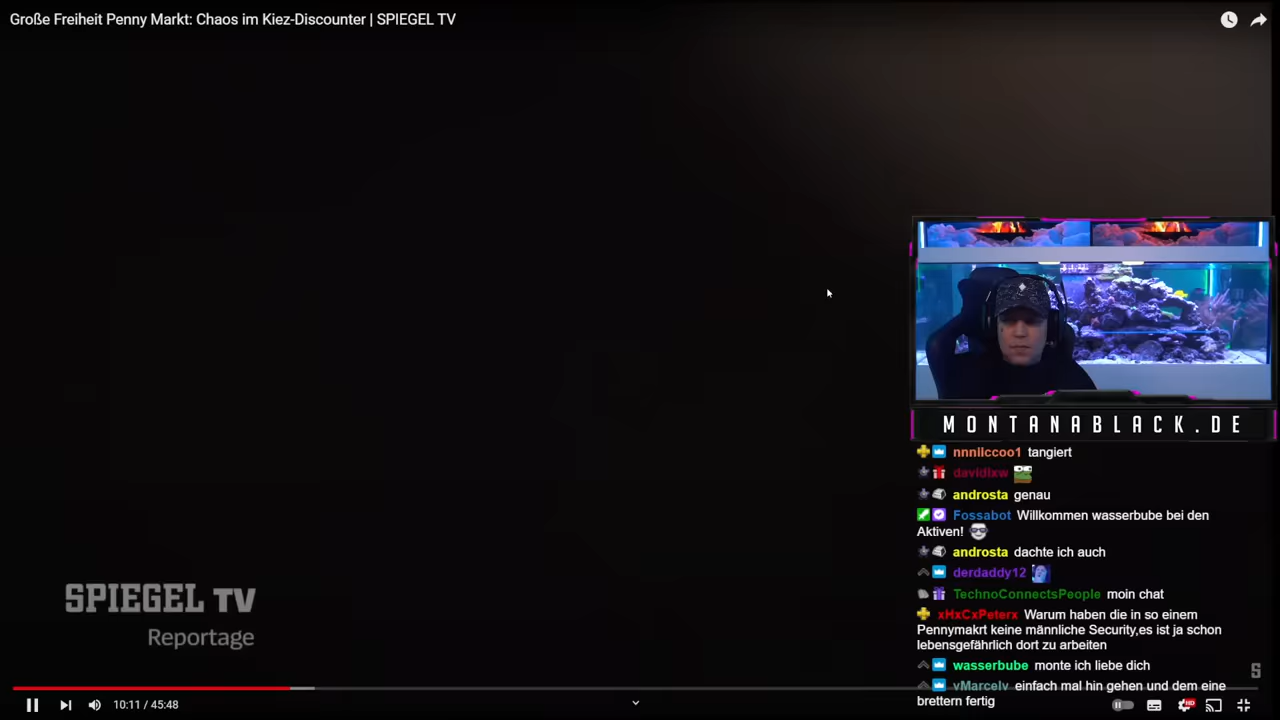 Große Freiheit Penny Markt: Chaos im Kiez-Discounter | SPIEGEL TV
MONTANABLACK.DE
nnnIIccoo1 tangiert
davidlxw
androsta genau
Fossabot Willkommen wasserbube bei den
Aktiven!
androsta dachte ich auch
derdaddy12
TechnoConnectsPeople moin chat
xHxCxPeterx Warum haben die in so einem
Pennymakrt keine männliche Security,es ist ja schon
lebensgefährlich dort zu arbeiten
wasserbube monte ich liebe dich
vMarcelv einfach mal hin gehen und dem eine
brettern fertig
SPIEGEL TV
Reportage
S
10:11 / 45:48
HD